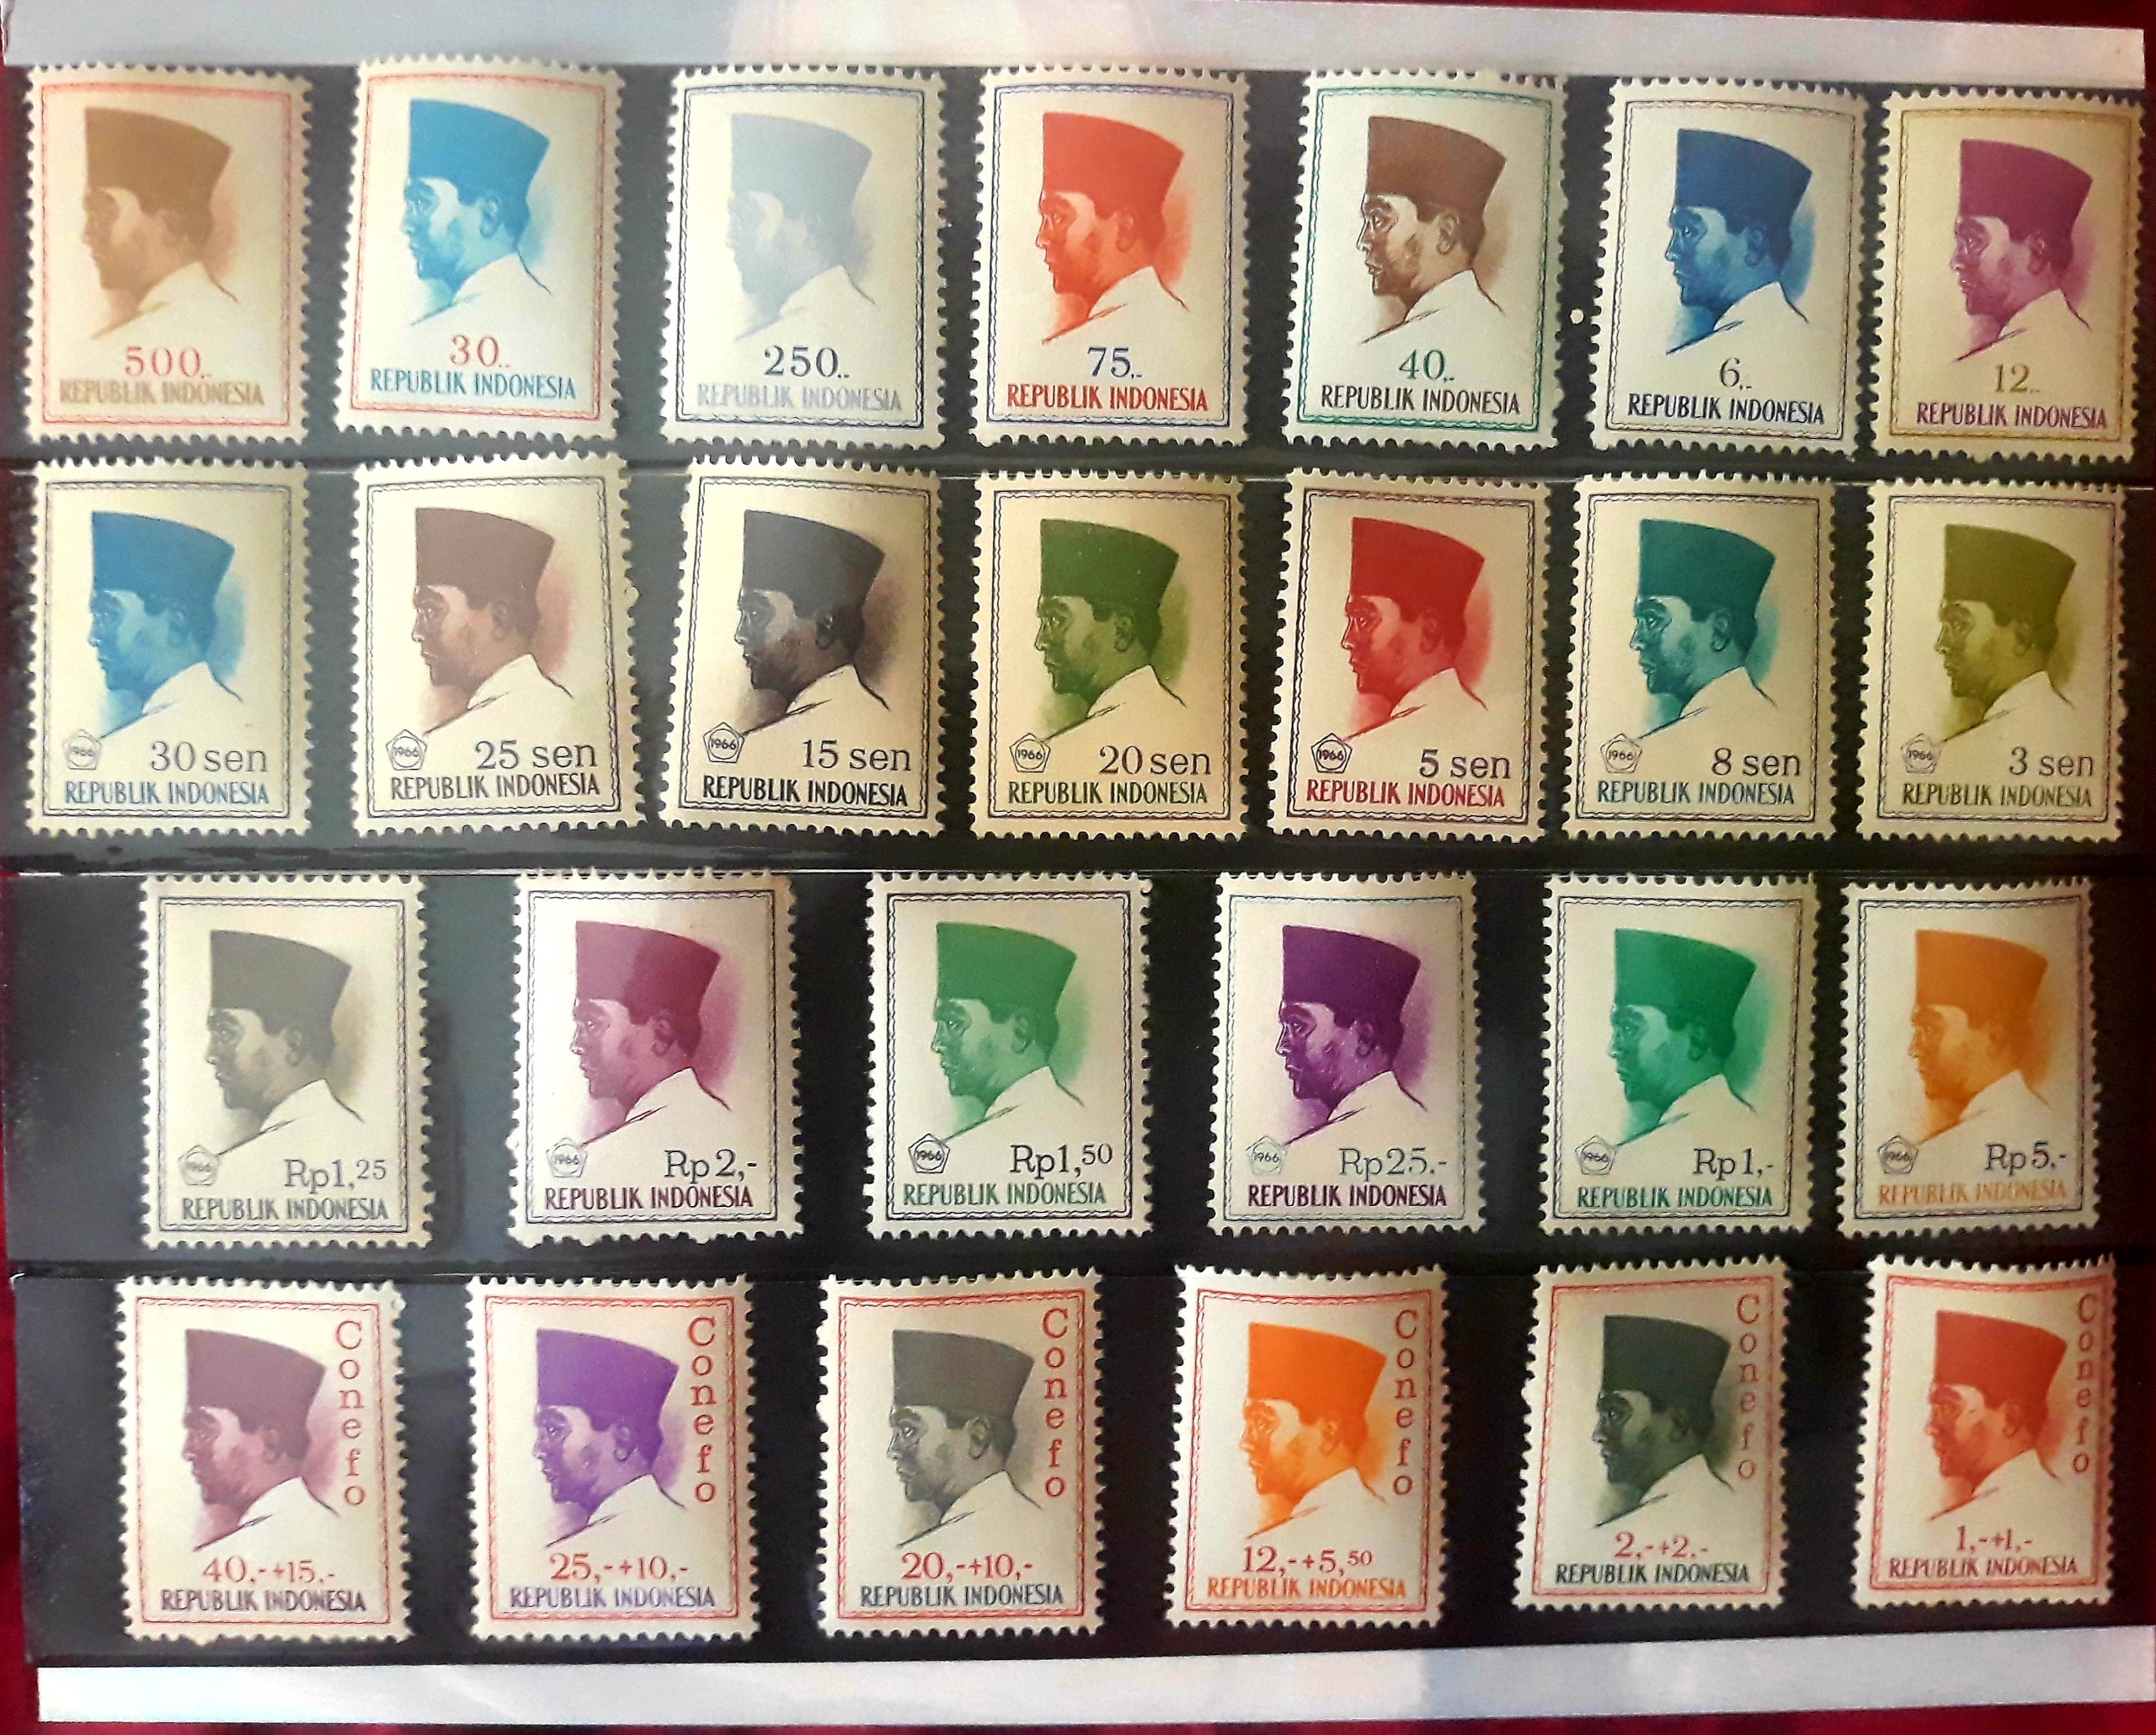 500,-
REPUBLIK INDONESIA
30,-
REPUBLIK INDONESIA
250,-
REPUBLIK INDONESIA
75,-
REPUBLIK INDONESIA
40,-
REPUBLIK INDONESIA
6,-
REPUBLIK INDONESIA
12,-
REPUBLIK INDONESIA
1966 30 sen
REPUBLIK INDONESIA
1966 25 sen
REPUBLIK INDONESIA
1966 15 sen
REPUBLIK INDONESIA
1966 20 sen
REPUBLIK INDONESIA
1966 5 sen
REPUBLIK INDONESIA
1966 8 sen
REPUBLIK INDONESIA
1966 3 sen
REPUBLIK INDONESIA
1966 Rp1,25
REPUBLIK INDONESIA
1966 Rp2,-
REPUBLIK INDONESIA
1966 Rp1,50
REPUBLIK INDONESIA
1966 Rp25.-
REPUBLIK INDONESIA
1966 Rp1,-
REPUBLIK INDONESIA
1966 Rp5.-
REPUBLIK INDONESIA
Conefo
40,-+15,-
REPUBLIK INDONESIA
Conefo
25,-+10,-
REPUBLIK INDONESIA
Conefo
20,-+10,-
REPUBLIK INDONESIA
Conefo
12,-+5,50
REPUBLIK INDONESIA
Conefo
2,-+2,-
REPUBLIK INDONESIA
Conefo
1,-+1,-
REPUBLIK INDONESIA